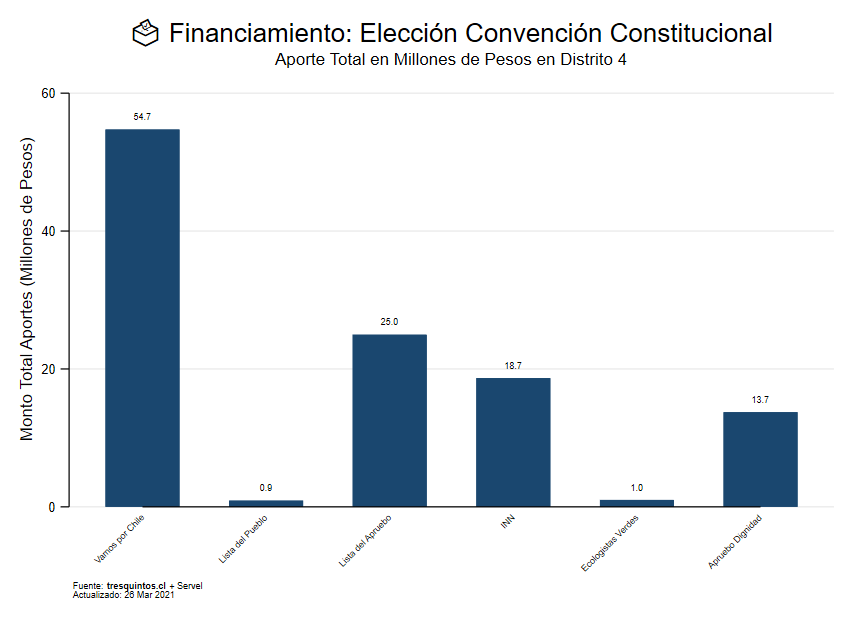 Financiamiento: Elección Convención Constitucional
Aporte Total en Millones de Pesos en Distrito 4
Monto Total Aportes (Millones de Pesos)
60
40
20
0
54.7
0.9
25.0
18.7
1.0
13.7
Vamos por Chile
Lista del Pueblo
Lista del Apruebo
INN
Ecologistas Verdes
Apruebo Dignidad
Fuente: tresquintos.cl + Servel
Actualizado: 26 Mar 2021